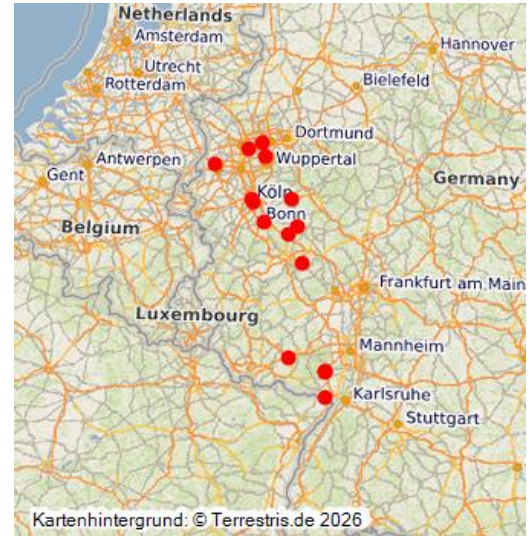 Netherlands
Amsterdam
Hannover
Utrecht
Bielefeld
Rotterdam
Dortmund
Antwerpen
Wuppertal
Gent
Germany
Köln
Bonn
Belgium
Frankfurt am Main
Luxembourg
Mannheim
Karlsruhe
Stuttgart
Kartenhintergrund: © Terrestris.de 2026